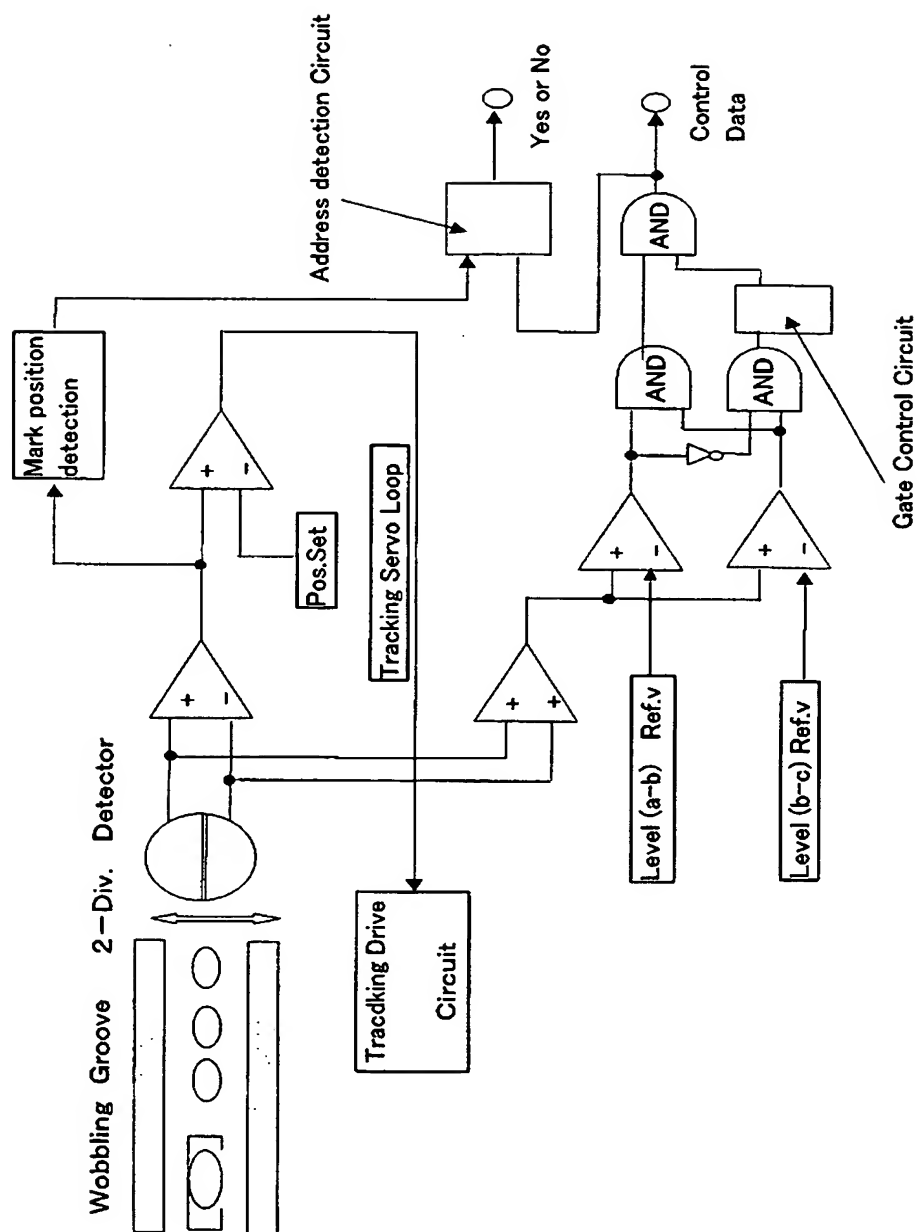 Wobbling Groove
2-Div. Detector
Mark position
detection
Address detection Circuit
Yes or No
+
-
+
-
Pos.Set
Tracking Servo Loop
Tracdking Drive
Circuit
+
+
Level (a-b) Ref.v
Level (b-c) Ref.v
+
-
+
-
AND
AND
AND
Control
Data
Gate Control Circuit